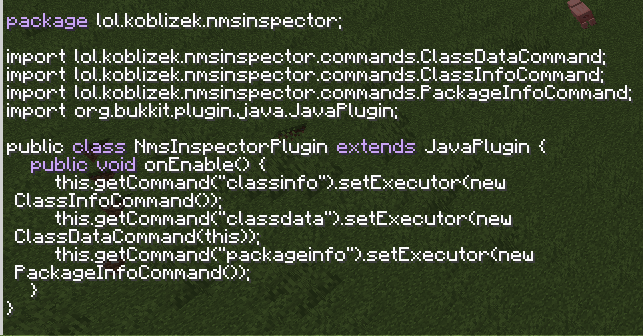 package lol.koblizek.nmsinspector;

import lol.koblizek.nmsinspector.commands.ClassDataCommand;
import lol.koblizek.nmsinspector.commands.ClassInfoCommand;
import lol.koblizek.nmsinspector.commands.PackageInfoCommand;
import org.bukkit.plugin.java.JavaPlugin;

public class NmsInspectorPlugin extends JavaPlugin {
public void onEnable() {
this.getCommand("classinfo").setExecutor(new
ClassInfoCommand());
this.getCommand("classdata").setExecutor(new
ClassDataCommand(this));
this.getCommand("packageinfo").setExecutor(new
PackageInfoCommand());
}
}